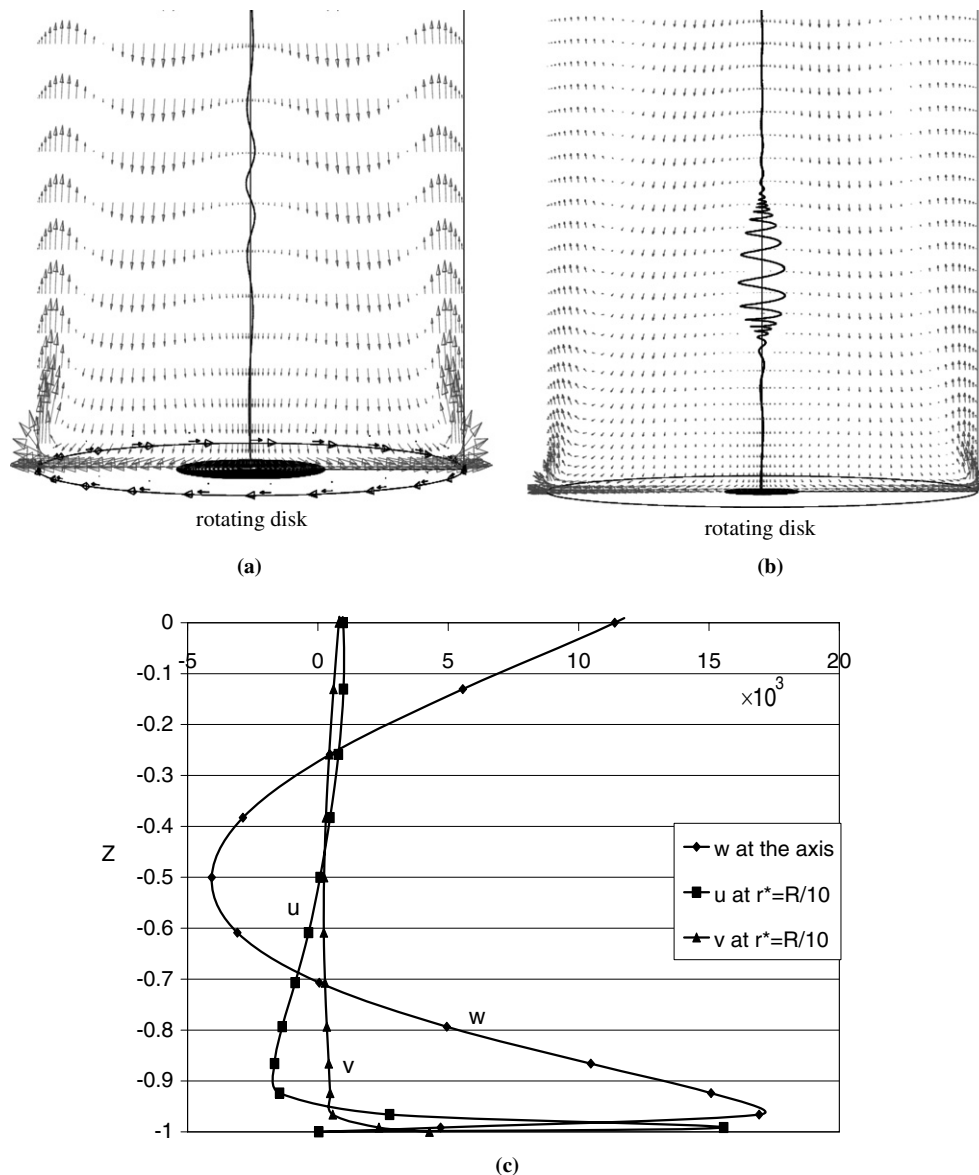 rotating disk
rotating disk
(a)
(b)
0
-5 0 5 10 15 20
×10³
-0.1
-0.2
-0.3
-0.4
Z
-0.5
-0.6
-0.7
-0.8
-0.9
-1
u
w
v
w at the axis
u at r*=R/10
v at r*=R/10
(c)